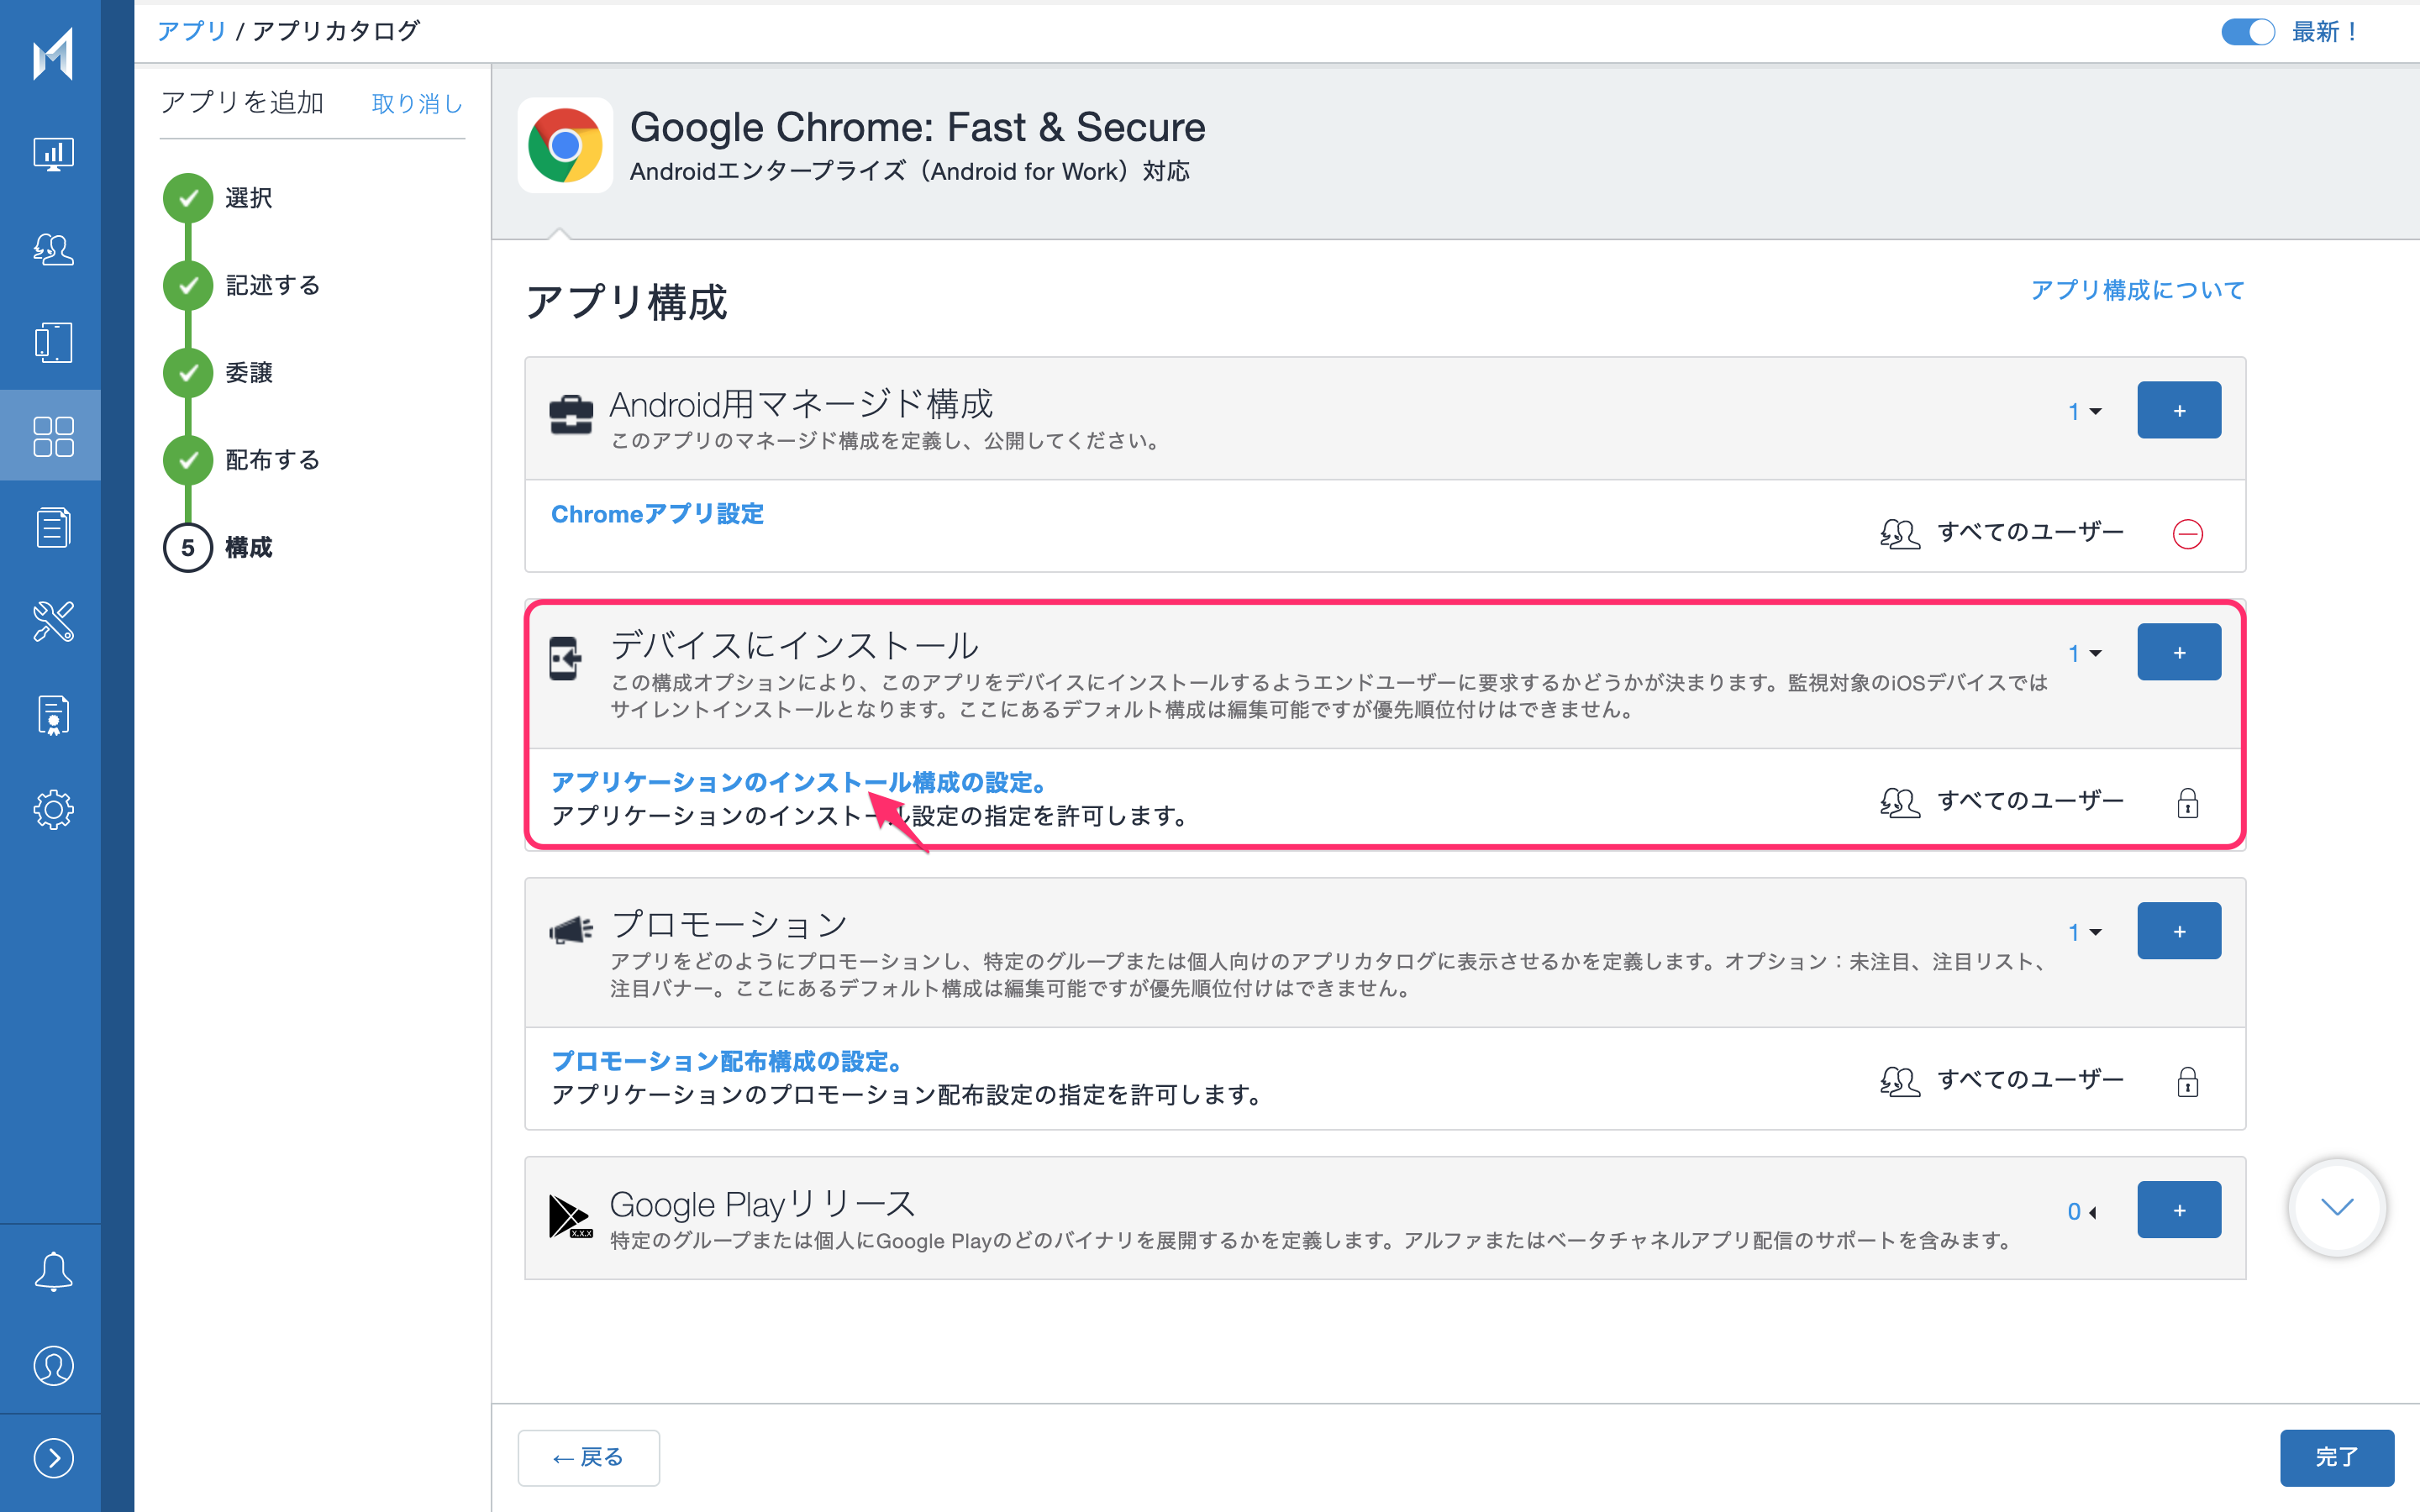 アプリ / アプリカタログ
最新！
アプリを追加
取り消し
選択
記述する
委譲
配布する
5 構成
Google Chrome: Fast & Secure
Androidエンタープライズ（Android for Work）対応
アプリ構成
アプリ構成について
Android用マネージド構成
このアプリのマネージド構成を定義し、公開してください。
1
+
Chromeアプリ設定
すべてのユーザー
デバイスにインストール
この構成オプションにより、このアプリをデバイスにインストールするようエンドユーザーに要求するかどうかが決まります。監視対象のiOSデバイスでは
サイレントインストールとなります。ここにあるデフォルト構成は編集可能ですが優先順位付けはできません。
1
+
アプリケーションのインストール構成の設定。
アプリケーションのインストール設定の指定を許可します。
すべてのユーザー
プロモーション
アプリをどのようにプロモーションし、特定のグループまたは個人向けのアプリカタログに表示させるかを定義します。オプション：未注目、注目リスト、
注目バナー。ここにあるデフォルト構成は編集可能ですが優先順位付けはできません。
1
+
プロモーション配布構成の設定。
アプリケーションのプロモーション配布設定の指定を許可します。
すべてのユーザー
Google Playリリース
特定のグループまたは個人にGoogle Playのどのバイナリを展開するかを定義します。アルファまたはベータチャネルアプリ配信のサポートを含みます。
X.X.X
0
+
←戻る
完了